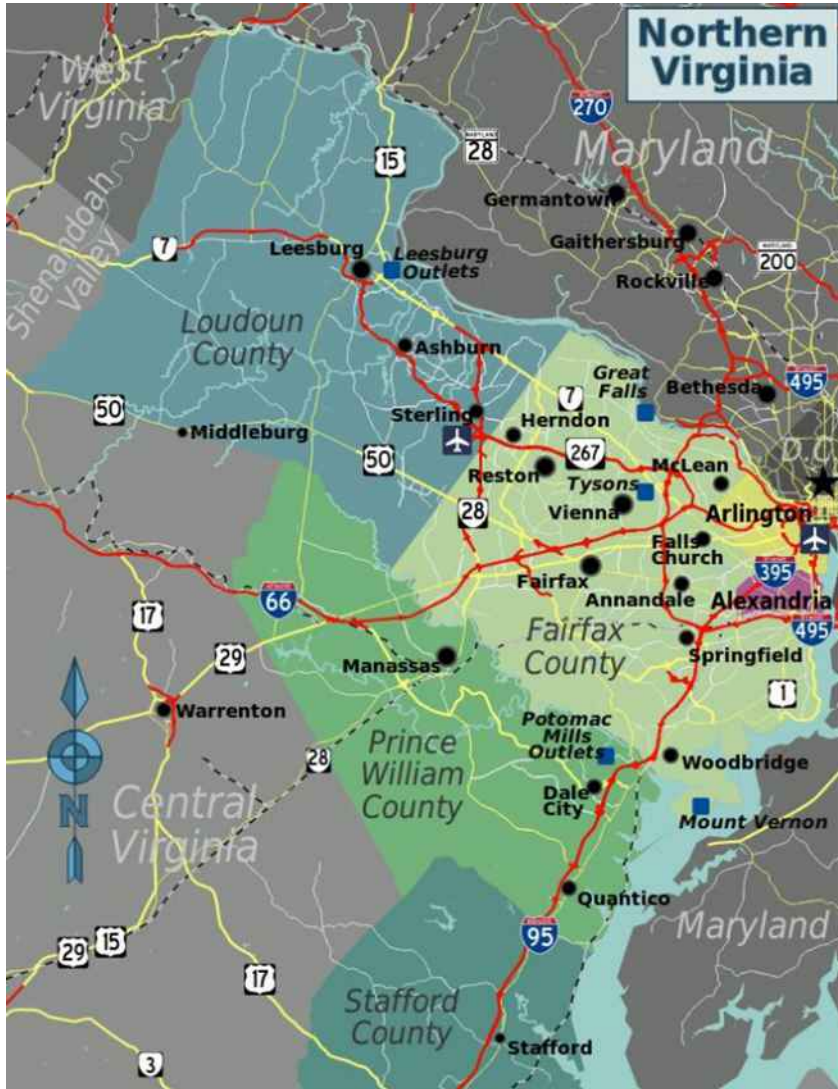 Northern
Virginia
West
Virginia
270
MARYLAND
28
15
Maryland
Germantown
Shenandoah
Valley
7
Gaithersburg
MARYLAND
200
Leesburg
Leesburg
Outlets
Rockville
Loudoun
County
Ashburn
Great
Falls
7
Bethesda
495
50
Sterling
Herndon
Middleburg
50
267
D.C.
McLean
Reston
Tysons
28
Vienna
Arlington
Falls
Church
395
66
Fairfax
Annandale
Alexandria
17
29
Fairfax
County
495
Manassas
Springfield
1
Warrenton
Potomac
Mills
Outlets
28
Prince
William
County
Woodbridge
Dale
City
N
Central
Virginia
Mount Vernon
Quantico
Maryland
29
15
95
17
Stafford
County
Stafford
3